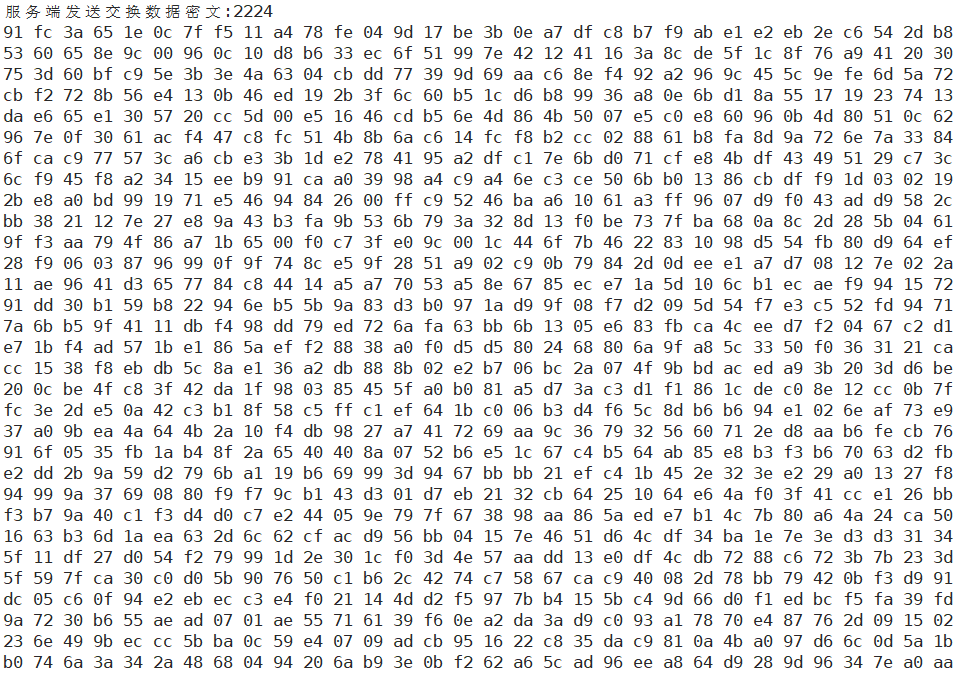 服务端发送交换数据密文:2224
91 fc 3a 65 1e 0c 7f f5 11 a4 78 fe 04 9d 17 be 3b 0e a7 df c8 b7 f9 ab e1 e2 eb 2e c6 54 2d b8
53 60 65 8e 9c 00 96 0c 10 d8 b6 33 ec 6f 51 99 7e 42 12 41 16 3a 8c de 5f 1c 8f 76 a9 41 20 30
75 3d 60 bf c9 5e 3b 3e 4a 63 04 cb dd 77 39 9d 69 aa c6 8e f4 92 a2 96 9c 45 5c 9e fe 6d 5a 72
cb f2 72 8b 56 e4 13 0b 46 ed 19 2b 3f 6c 60 b5 1c d6 b8 99 36 a8 0e 6b d1 8a 55 17 19 23 74 13
da e6 65 e1 30 57 20 cc 5d 00 e5 16 46 cd b5 6e 4d 86 4b 50 07 e5 c0 e8 60 96 0b 4d 80 51 0c 62
96 7e 0f 30 61 ac f4 47 c8 fc 51 4b 8b 6a c6 14 fc f8 b2 cc 02 88 61 b8 fa 8d 9a 72 6e 7a 33 84
6f ca c9 77 57 3c a6 cb e3 3b 1d e2 78 41 95 a2 df c1 7e 6b d0 71 cf e8 4b df 43 49 51 29 c7 3c
6c f9 45 f8 a2 34 15 ee b9 91 ca a0 39 98 a4 c9 a4 6e c3 ce 50 6b b0 13 86 cb df f9 1d 03 02 19
2b e8 a0 bd 99 19 71 e5 46 94 84 26 00 ff c9 52 46 ba a6 10 61 a3 ff 96 07 d9 f0 43 ad d9 58 2c
bb 38 21 12 7e 27 e8 9a 43 b3 fa 9b 53 6b 79 3a 32 8d 13 f0 be 73 7f ba 68 0a 8c 2d 28 5b 04 61
9f f3 aa 79 4f 86 a7 1b 65 00 f0 c7 3f e0 9c 00 1c 44 6f 7b 46 22 83 10 98 d5 54 fb 80 d9 64 ef
28 f9 06 03 87 96 99 0f 9f 74 8c e5 9f 28 51 a9 02 c9 0b 79 84 2d 0d ee e1 a7 d7 08 12 7e 02 2a
11 ae 96 41 d3 65 77 84 c8 44 14 a5 a7 70 53 a5 8e 67 85 ec e7 1a 5d 10 6c b1 ec ae f9 94 15 72
91 dd 30 b1 59 b8 22 94 6e b5 5b 9a 83 d3 b0 97 1a d9 9f 08 f7 d2 09 5d 54 f7 e3 c5 52 fd 94 71
7a 6b b5 9f 41 11 db f4 98 dd 79 ed 72 6a fa 63 bb 6b 13 05 e6 83 fb ca 4c ee d7 f2 04 67 c2 d1
e7 1b f4 ad 57 1b e1 86 5a ef f2 88 38 a0 f0 d5 d5 80 24 68 80 6a 9f a8 5c 33 50 f0 36 31 21 ca
cc 15 38 f8 eb db 5c 8a e1 36 a2 db 88 8b 02 e2 b7 06 bc 2a 07 4f 9b bd ac ed a9 3b 20 3d d6 be
20 0c be 4f c8 3f 42 da 1f 98 03 85 45 5f a0 b0 81 a5 d7 3a c3 d1 f1 86 1c de c0 8e 12 cc 0b 7f
fc 3e 2d e5 0a 42 c3 b1 8f 58 c5 ff c1 ef 64 1b c0 06 b3 d4 f6 5c 8d b6 b6 94 e1 02 6e af 73 e9
37 a0 9b ea 4a 64 4b 2a 10 f4 db 98 27 a7 41 72 69 aa 9c 36 79 32 56 60 71 2e d8 aa b6 fe cb 76
91 6f 05 35 fb 1a b4 8f 2a 65 40 40 8a 07 52 b6 e5 1c 67 c4 b5 64 ab 85 e8 b3 f3 b6 70 63 d2 fb
e2 dd 2b 9a 59 d2 79 6b a1 19 b6 69 99 3d 94 67 bb bb 21 ef c4 1b 45 2e 32 3e e2 29 a0 13 27 f8
94 99 9a 37 69 08 80 f9 f7 9c b1 43 d3 01 d7 eb 21 32 cb 64 25 10 64 e6 4a f0 3f 41 cc e1 26 bb
f3 b7 9a 40 c1 f3 d4 d0 c7 e2 44 05 9e 79 7f 67 38 98 aa 86 5a ed e7 b1 4c 7b 80 a6 4a 24 ca 50
16 63 b3 6d 1a ea 63 2d 6c 62 cf ac d9 56 bb 04 15 7e 46 51 d6 4c df 34 ba 1e 7e 3e d3 d3 31 34
5f 11 df 27 d0 54 f2 79 99 1d 2e 30 1c f0 3d 4e 57 aa dd 13 e0 df 4c db 72 88 c6 72 3b 7b 23 3d
5f 59 7f ca 30 c0 d0 5b 90 76 50 c1 b6 2c 42 74 c7 58 67 ca c9 40 08 2d 78 bb 79 42 0b f3 d9 91
dc 05 c6 0f 94 e2 eb ec c3 e4 f0 21 14 4d d2 f5 97 7b b4 15 5b c4 9d 66 d0 f1 ed bc f5 fa 39 fd
9a 72 30 b6 55 ae ad 07 01 ae 55 71 61 39 f6 0e a2 da 3a d9 c0 93 a1 78 70 e4 87 76 2d 09 15 02
23 6e 49 9b ec cc 5b ba 0c 59 e4 07 09 ad cb 95 16 22 c8 35 da c9 81 0a 4b a0 97 d6 6c 0d 5a 1b
b0 74 6a 3a 34 2a 48 68 04 94 20 6a b9 3e 0b f2 62 a6 5c ad 96 ee a8 64 d9 28 9d 96 34 7e a0 aa